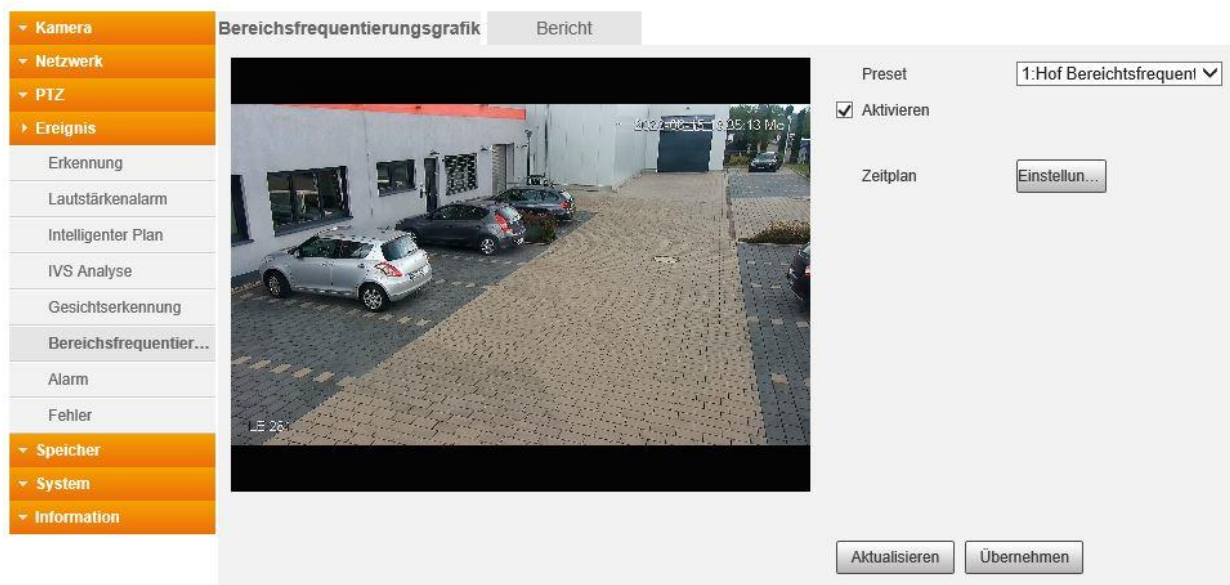 Kamera
Netzwerk
PTZ
Ereignis
Erkennung
Lautstärkenalarm
Intelligenter Plan
IVS Analyse
Gesichtserkennung
Bereichsfrequentier...
Alarm
Fehler
Speicher
System
Information
Bereichsfrequentierungsgrafik
Bericht
Preset
1:Hof Bereichtsfrequent
Aktivieren
Zeitplan
Einstellun...
Aktualisieren
Übernehmen